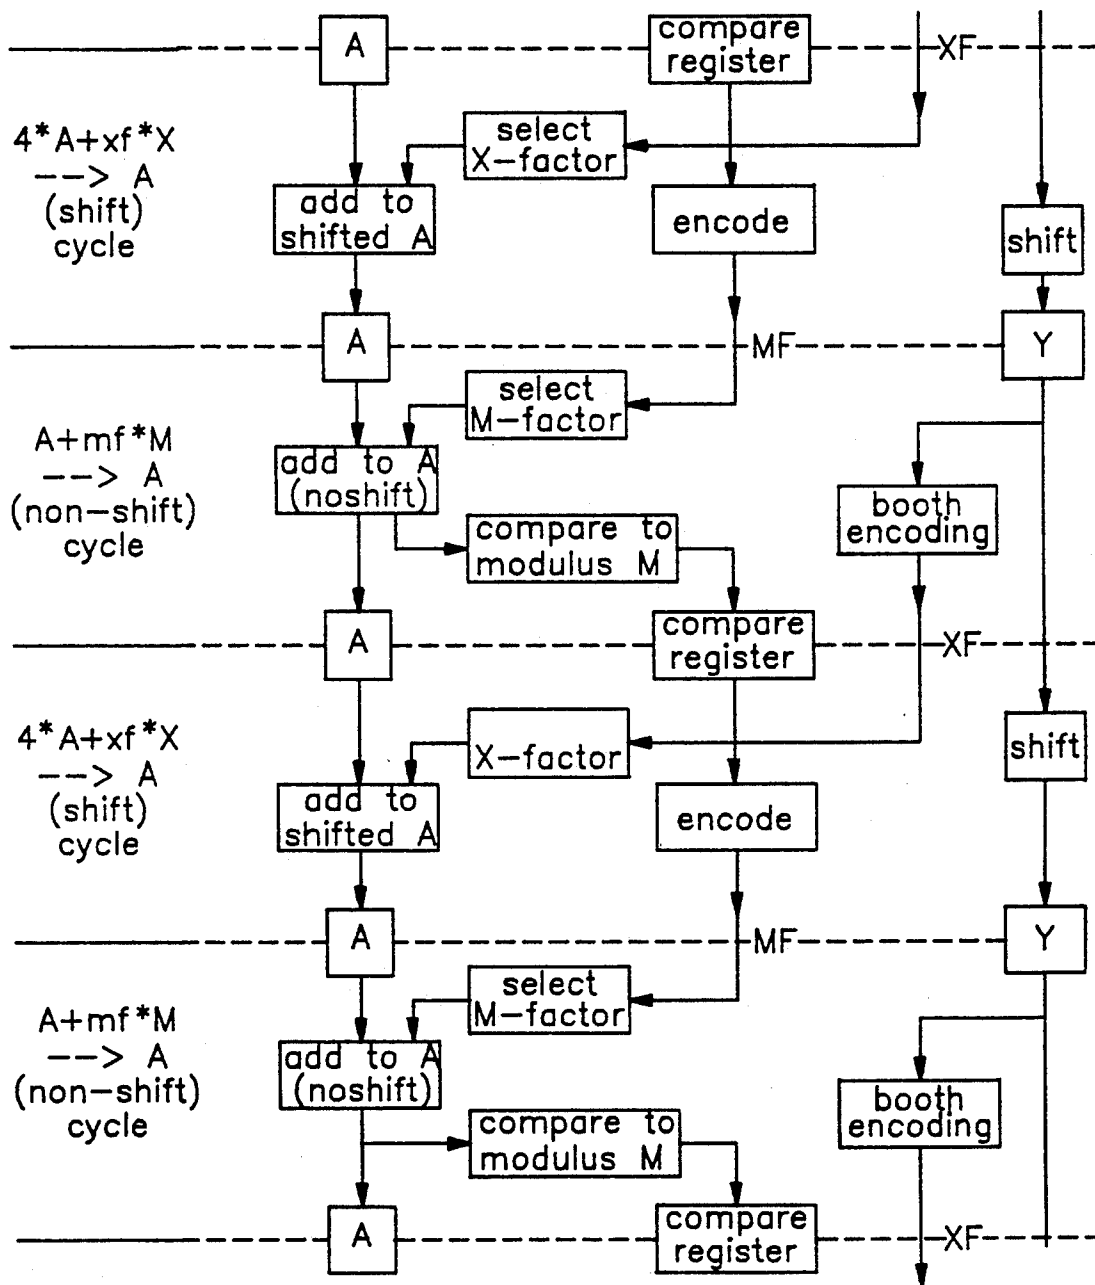 A
compare
register
XF
4*A+xf*X
--> A
(shift)
cycle
select
X-factor
add to
shifted A
encode
shift
A
MF
Y
select
M-factor
A+mf*M
--> A
(non-shift)
cycle
add to A
(noshift)
compare to
modulus M
booth
encoding
A
compare
register
XF
4*A+xf*X
--> A
(shift)
cycle
X-factor
shift
add to
shifted A
encode
A
MF
Y
select
M-factor
A+mf*M
--> A
(non-shift)
cycle
add to A
(noshift)
compare to
modulus M
booth
encoding
A
compare
register
XF